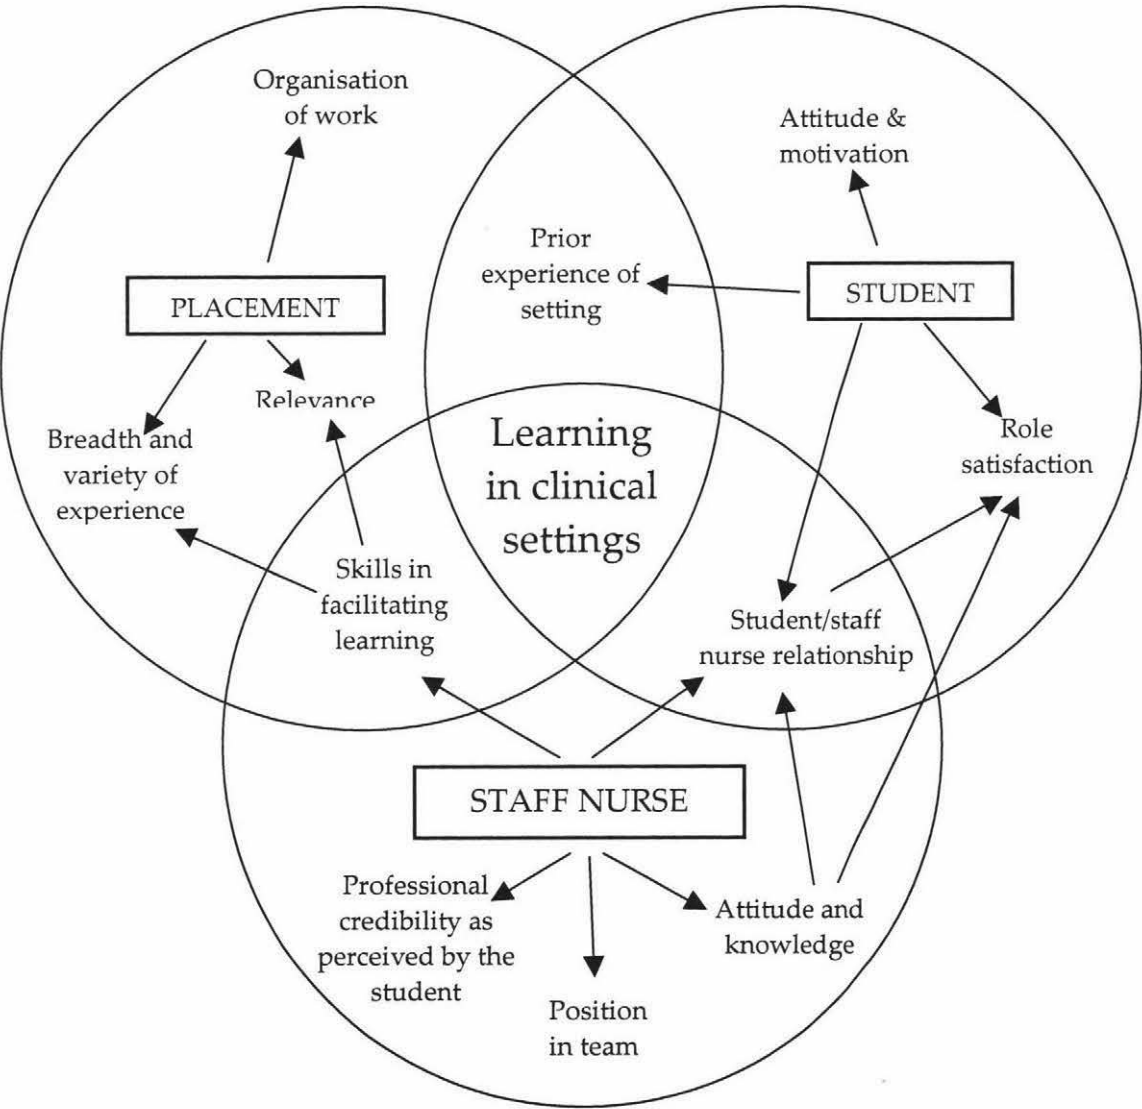 Organisation
of work
Attitude &
motivation
Prior
experience of
setting
PLACEMENT
STUDENT
Relevance
Breadth and
variety of
experience
Learning
in clinical
settings
Role
satisfaction
Skills in
facilitating
learning
Student/staff
nurse relationship
STAFF NURSE
Professional
credibility as
perceived by the
student
Attitude and
knowledge
Position
in team